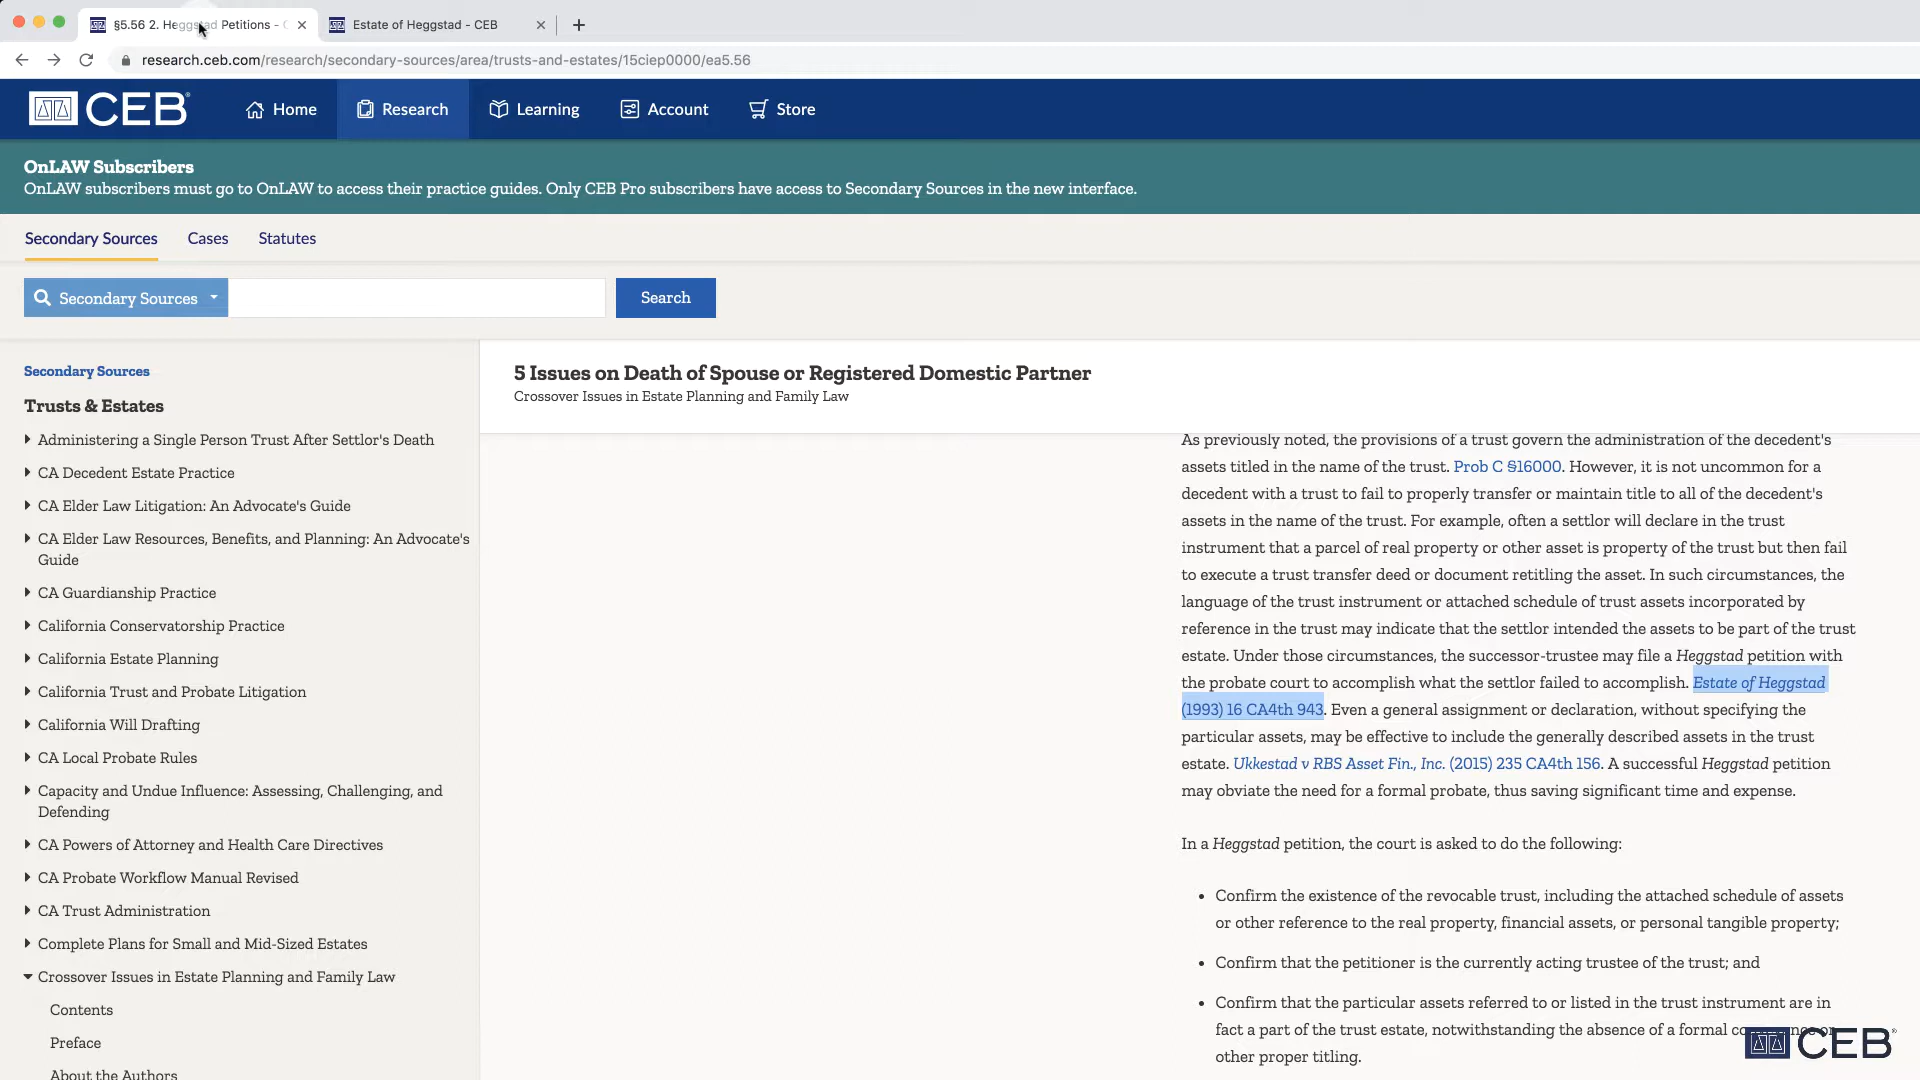 §5.56 2. Heggstad Petitions -
Estate of Heggstad - CEB
research.ceb.com/research/secondary-sources/area/trusts-and-estates/15ciep0000/ea5.56
CEB®
Home
Research
Learning
Account
Store
OnLAW Subscribers
OnLAW subscribers must go to OnLAW to access their practice guides. Only CEB Pro subscribers have access to Secondary Sources in the new interface.
Secondary Sources
Cases
Statutes
Secondary Sources
Search
Secondary Sources
Trusts & Estates
Administering a Single Person Trust After Settlor's Death
CA Decedent Estate Practice
CA Elder Law Litigation: An Advocate's Guide
CA Elder Law Resources, Benefits, and Planning: An Advocate's
Guide
CA Guardianship Practice
California Conservatorship Practice
California Estate Planning
California Trust and Probate Litigation
California Will Drafting
CA Local Probate Rules
Capacity and Undue Influence: Assessing, Challenging, and
Defending
CA Powers of Attorney and Health Care Directives
CA Probate Workflow Manual Revised
CA Trust Administration
Complete Plans for Small and Mid-Sized Estates
Crossover Issues in Estate Planning and Family Law
Contents
Preface
About the Authors
5 Issues on Death of Spouse or Registered Domestic Partner
Crossover Issues in Estate Planning and Family Law
As previously noted, the provisions of a trust govern the administration of the decedent's
assets titled in the name of the trust. Prob C §16000. However, it is not uncommon for a
decedent with a trust to fail to properly transfer or maintain title to all of the decedent's
assets in the name of the trust. For example, often a settlor will declare in the trust
instrument that a parcel of real property or other asset is property of the trust but then fail
to execute a trust transfer deed or document retitling the asset. In such circumstances, the
language of the trust instrument or attached schedule of trust assets incorporated by
reference in the trust may indicate that the settlor intended the assets to be part of the trust
estate. Under those circumstances, the successor-trustee may file a Heggstad petition with
the probate court to accomplish what the settlor failed to accomplish. Estate of Heggstad
(1993) 16 CA4th 943. Even a general assignment or declaration, without specifying the
particular assets, may be effective to include the generally described assets in the trust
estate. Ukkestad v RBS Asset Fin., Inc. (2015) 235 CA4th 156. A successful Heggstad petition
may obviate the need for a formal probate, thus saving significant time and expense.
In a Heggstad petition, the court is asked to do the following:
• Confirm the existence of the revocable trust, including the attached schedule of assets
or other reference to the real property, financial assets, or personal tangible property;
• Confirm that the petitioner is the currently acting trustee of the trust; and
• Confirm that the particular assets referred to or listed in the trust instrument are in
fact a part of the trust estate, notwithstanding the absence of a formal
other proper titling.
CEB®